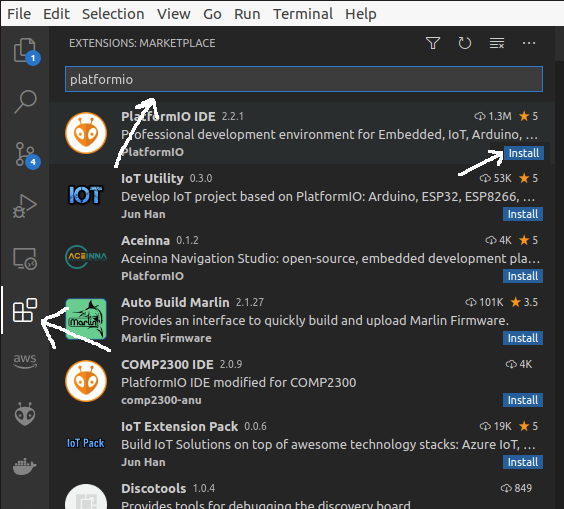 File Edit Selection View Go Run Terminal Help
EXTENSIONS: MARKETPLACE
1
platformio
PlatformIO IDE 2.2.1 1.3M 5
Professional development environment for Embedded, IoT, Arduino, ...
PlatformIO Install
4
IoT Utility 0.3.0 53K 5
IOT
Develop IoT project based on PlatformIO: Arduino, ESP32, ESP8266, ...
Jun Han Install
Aceinna 0.1.2 4K 5
ACEINNA
Aceinna Navigation Studio: open-source, embedded development pla...
PlatformIO Install
Auto Build Marlin 2.1.27 101K 3.5
Marlin
Provides an interface to quickly build and upload Marlin Firmware.
Marlin Firmware Install
aws
COMP2300 IDE 2.0.9 4K
PlatformIO IDE modified for COMP2300
comp2300-anu Install
IoT Extension Pack 0.0.6 19K 5
IoT Pack
Build IoT Solutions on top of awesome technology stacks: Azure IoT, ...
Jun Han Install
Discotools 1.0.4 849
Provides tools for debugging the discovery board